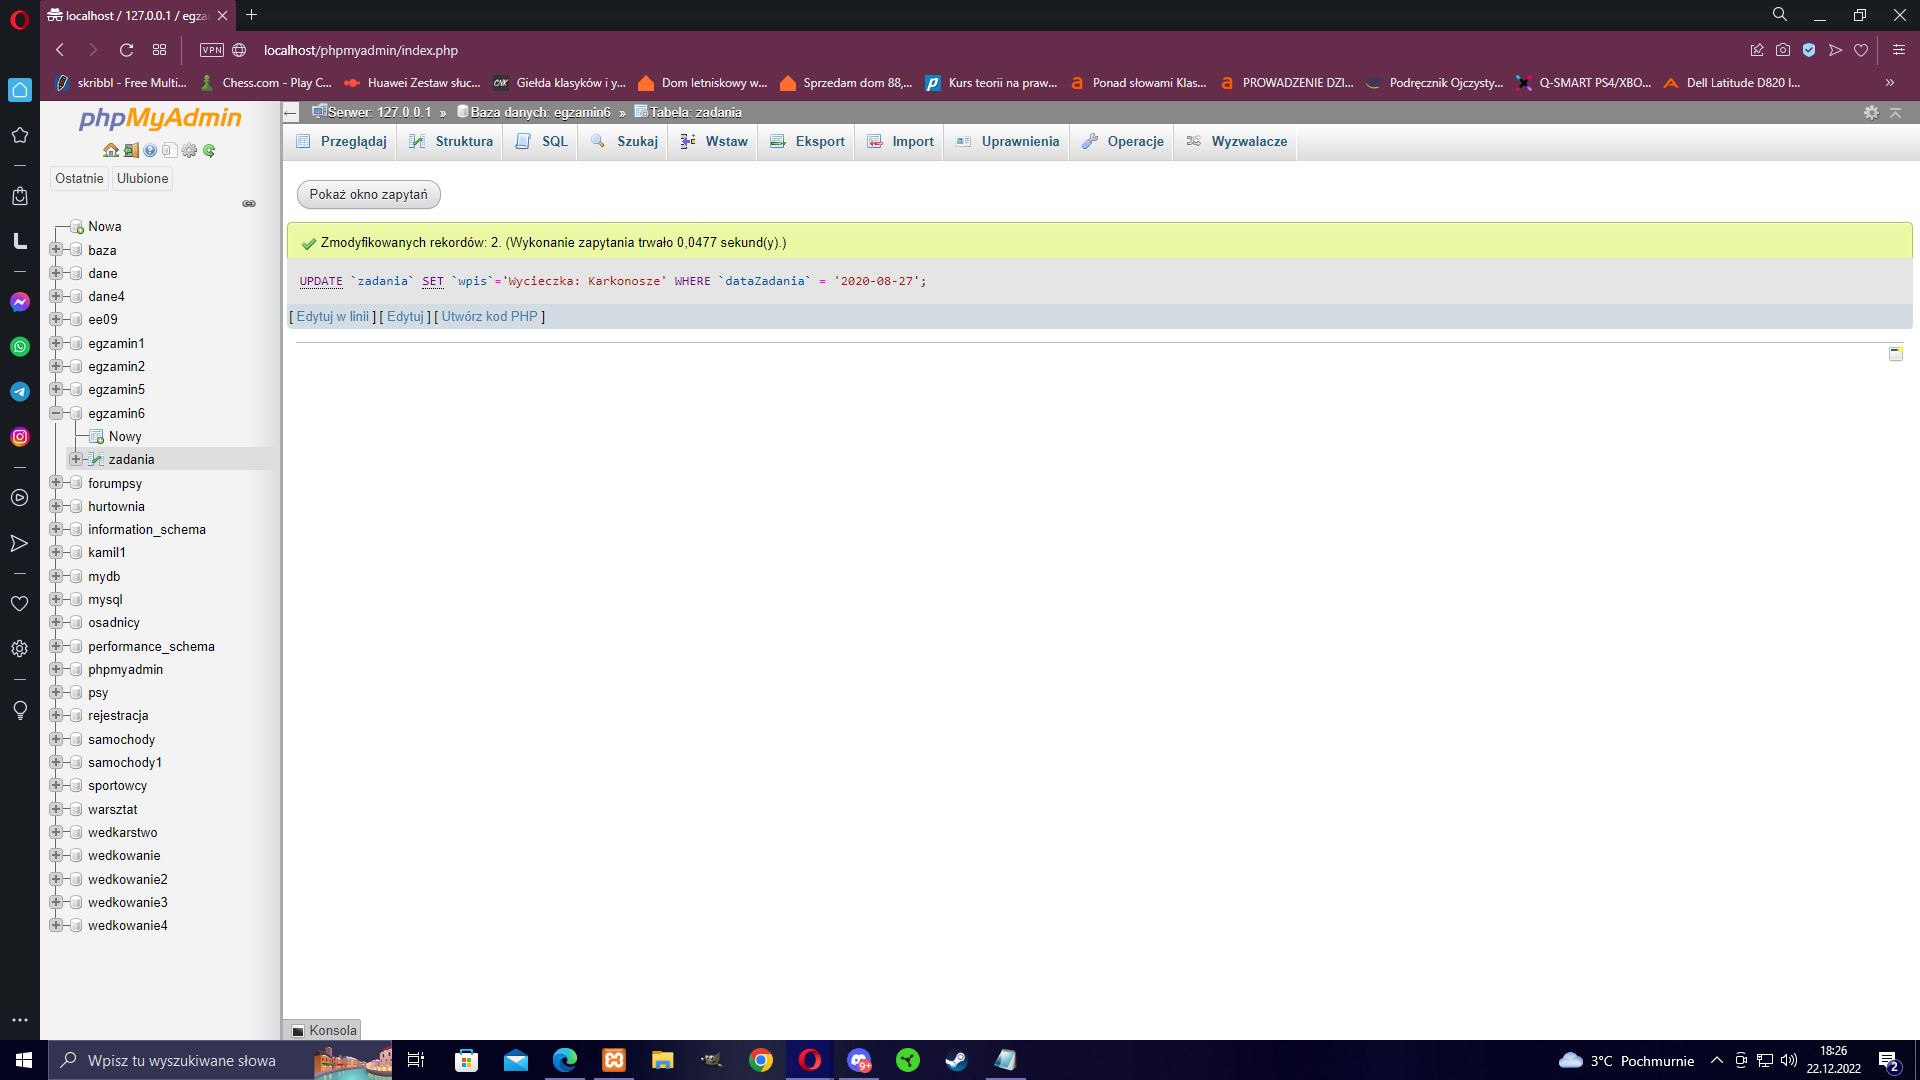 localhost / 127.0.0.1 / egza
VPN
localhost/phpmyadmin/index.php
skribbl - Free Multi...
Chess.com - Play C...
Huawei Zestaw słuc...
Giełda klasyków i y...
Dom letniskowy w...
Sprzedam dom 88,...
Kurs teorii na praw...
Ponad słowami Klas...
PROWADZENIE DZI...
Podręcznik Ojczysty...
Q-SMART PS4/XBO...
Dell Latitude D820 I...
phpMyAdmin
Ostatnie
Ulubione
Nowa
baza
dane
dane4
ee09
egzamin1
egzamin2
egzamin5
egzamin6
Nowy
zadania
forumpsy
hurtownia
information_schema
kamil1
mydb
mysql
osadnicy
performance_schema
phpmyadmin
psy
rejestracja
samochody
samochody1
sportowcy
warsztat
wedkarstwo
wedkowanie
wedkowanie2
wedkowanie3
wedkowanie4
Serwer: 127.0.0.1 » Baza danych: egzamin6 » Tabela: zadania
Przeglądaj
Struktura
SQL
Szukaj
Wstaw
Eksport
Import
Uprawnienia
Operacje
Wyzwalacze
Pokaż okno zapytań
Zmodyfikowanych rekordów: 2. (Wykonanie zapytania trwało 0,0477 sekund(y).)
UPDATE `zadania` SET `wpis`='Wycieczka: Karkonosze' WHERE `dataZadania` = '2020-08-27';
[ Edytuj w linii ] [ Edytuj ] [ Utwórz kod PHP ]
Konsola
Wpisz tu wyszukiwane słowa
9+
3°C Pochmurnie
18:26
22.12.2022
2